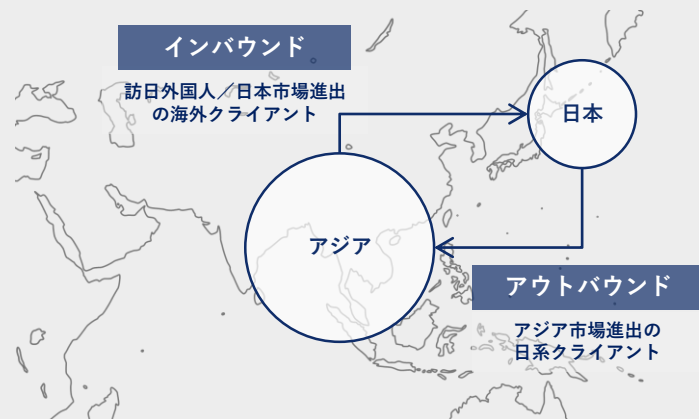 インバウンド
訪日外国人／日本市場進出
の海外クライアント
日本
アジア
アウトバウンド
アジア市場進出の
日系クライアント